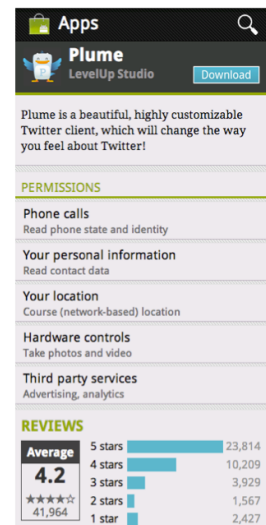 Apps
Plume
LevelUp Studio
Download
Plume is a beautiful, highly customizable
Twitter client, which will change the way
you feel about Twitter!
PERMISSIONS
Phone calls
Read phone state and identity
Your personal information
Read contact data
Your location
Course (network-based) location
Hardware controls
Take photos and video
Third party services
Advertising, analytics
REVIEWS
Average
4.2
41,964
5 stars 23,814
4 stars 10,209
3 stars 3,929
2 stars 1,567
1 star 2,427